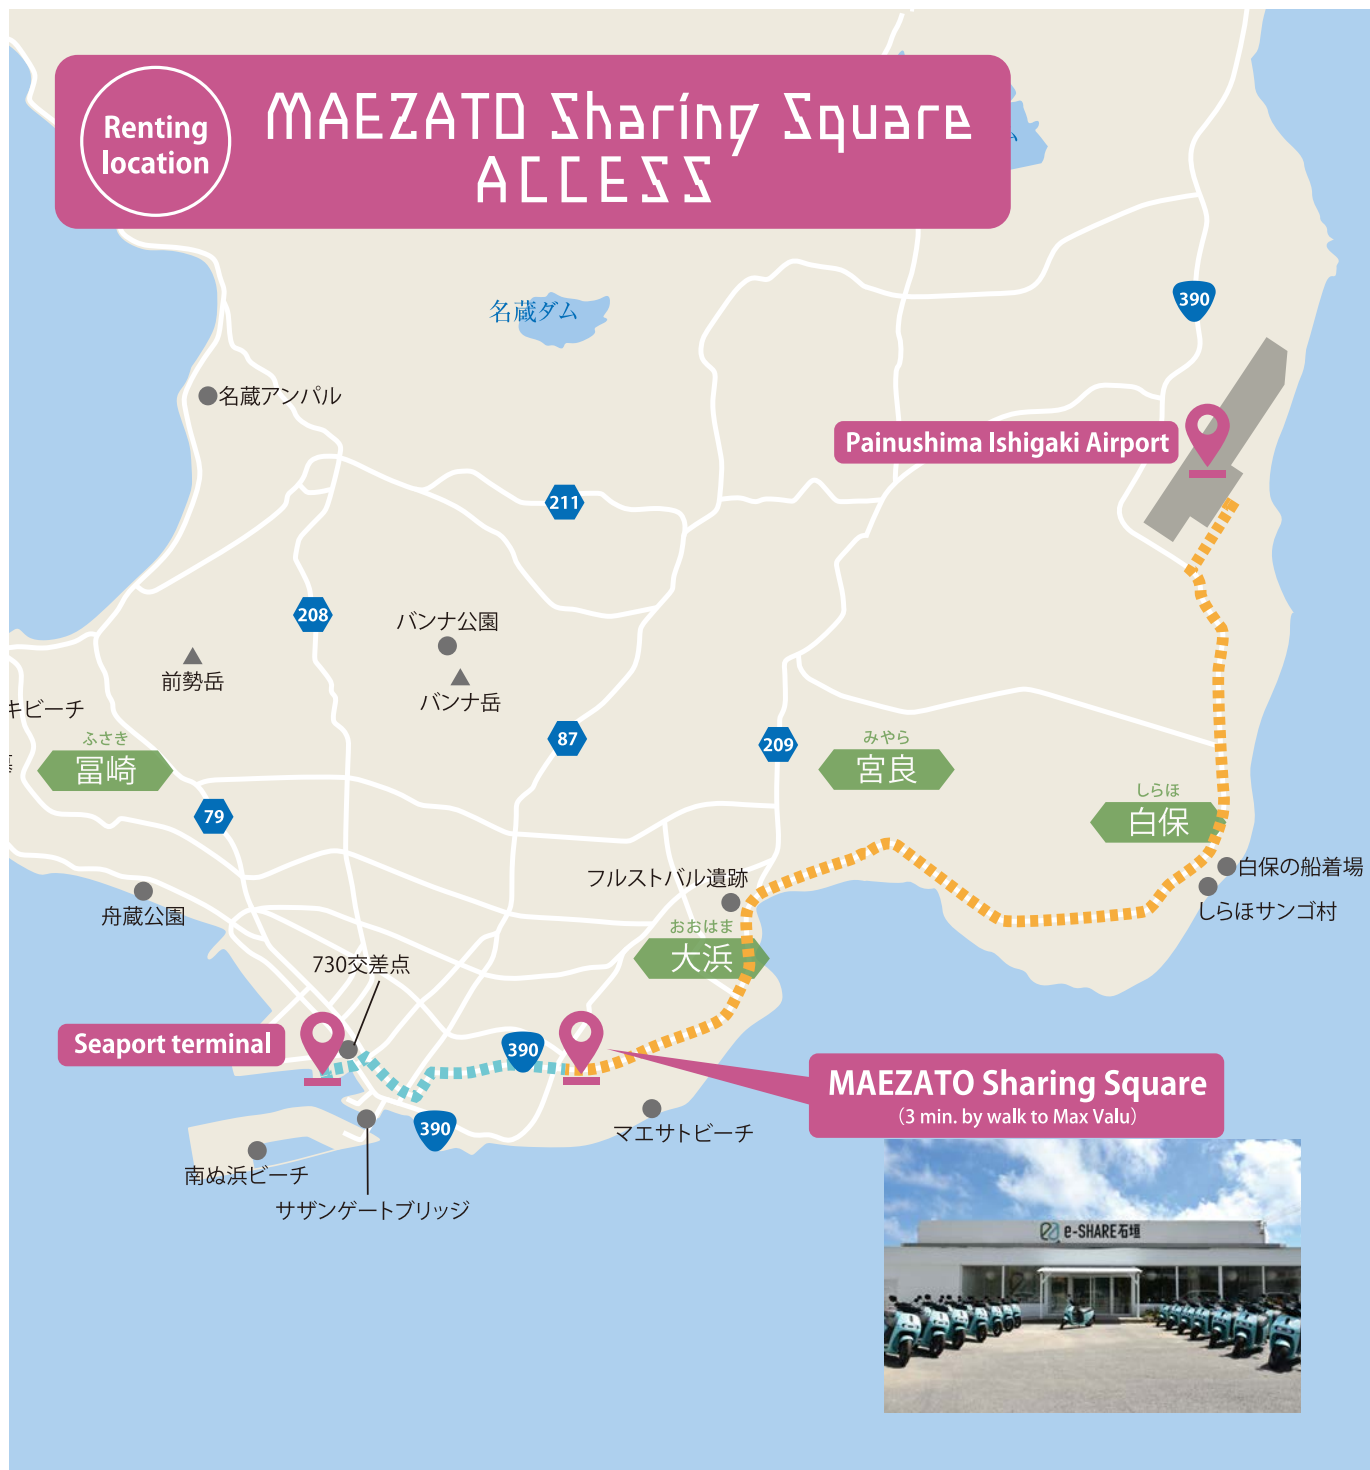 Renting
location
MAEZATO Sharing Square
ACCESS
ム
390
名蔵ダム
名蔵アンパル
Painushima Ishigaki Airport
211
208
バンナ公園
前勢岳
バンナ岳
キビーチ
ふさき
冨崎
87
209
みやら
宮良
79
しらほ
白保
白保の船着場
しらほサンゴ村
フルストバル遺跡
舟蔵公園
おおはま
大浜
730交差点
Seaport terminal
390
MAEZATO Sharing Square
(3 min. by walk to Max Valu)
390
マエサトビーチ
南ぬ浜ビーチ
サザンゲートブリッジ
e-SHARE石垣